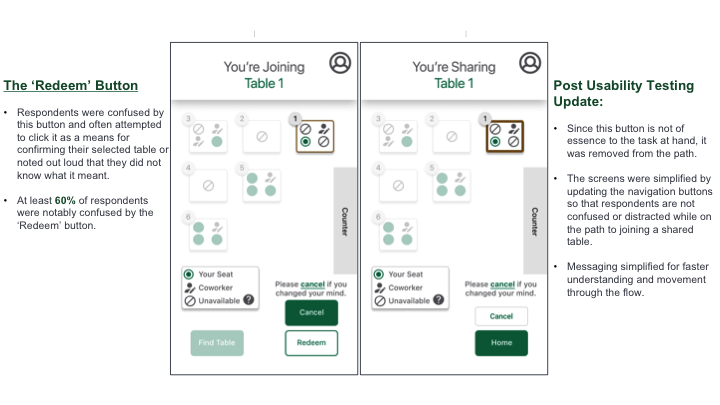 The ‘Redeem’ Button
• Respondents were confused by
this button and often attempted
to click it as a means for
confirming their selected table or
noted out loud that they did not
know what it meant.
• At least 60% of respondents
were notably confused by the
‘Redeem’ button.
You're Joining
Table 1
3
2
1
4
5
6
Counter
Your Seat
Coworker
Unavailable ?
Please cancel if you
changed your mind.
Cancel
Find Table
Redeem
You're Sharing
Table 1
3
2
1
4
5
6
Counter
Your Seat
Coworker
Unavailable ?
Please cancel if you
changed your mind.
Cancel
Home
Post Usability Testing
Update:
• Since this button is not of
essence to the task at hand, it
was removed from the path.
• The screens were simplified by
updating the navigation buttons
so that respondents are not
confused or distracted while on
the path to joining a shared
table.
• Messaging simplified for faster
understanding and movement
through the flow.